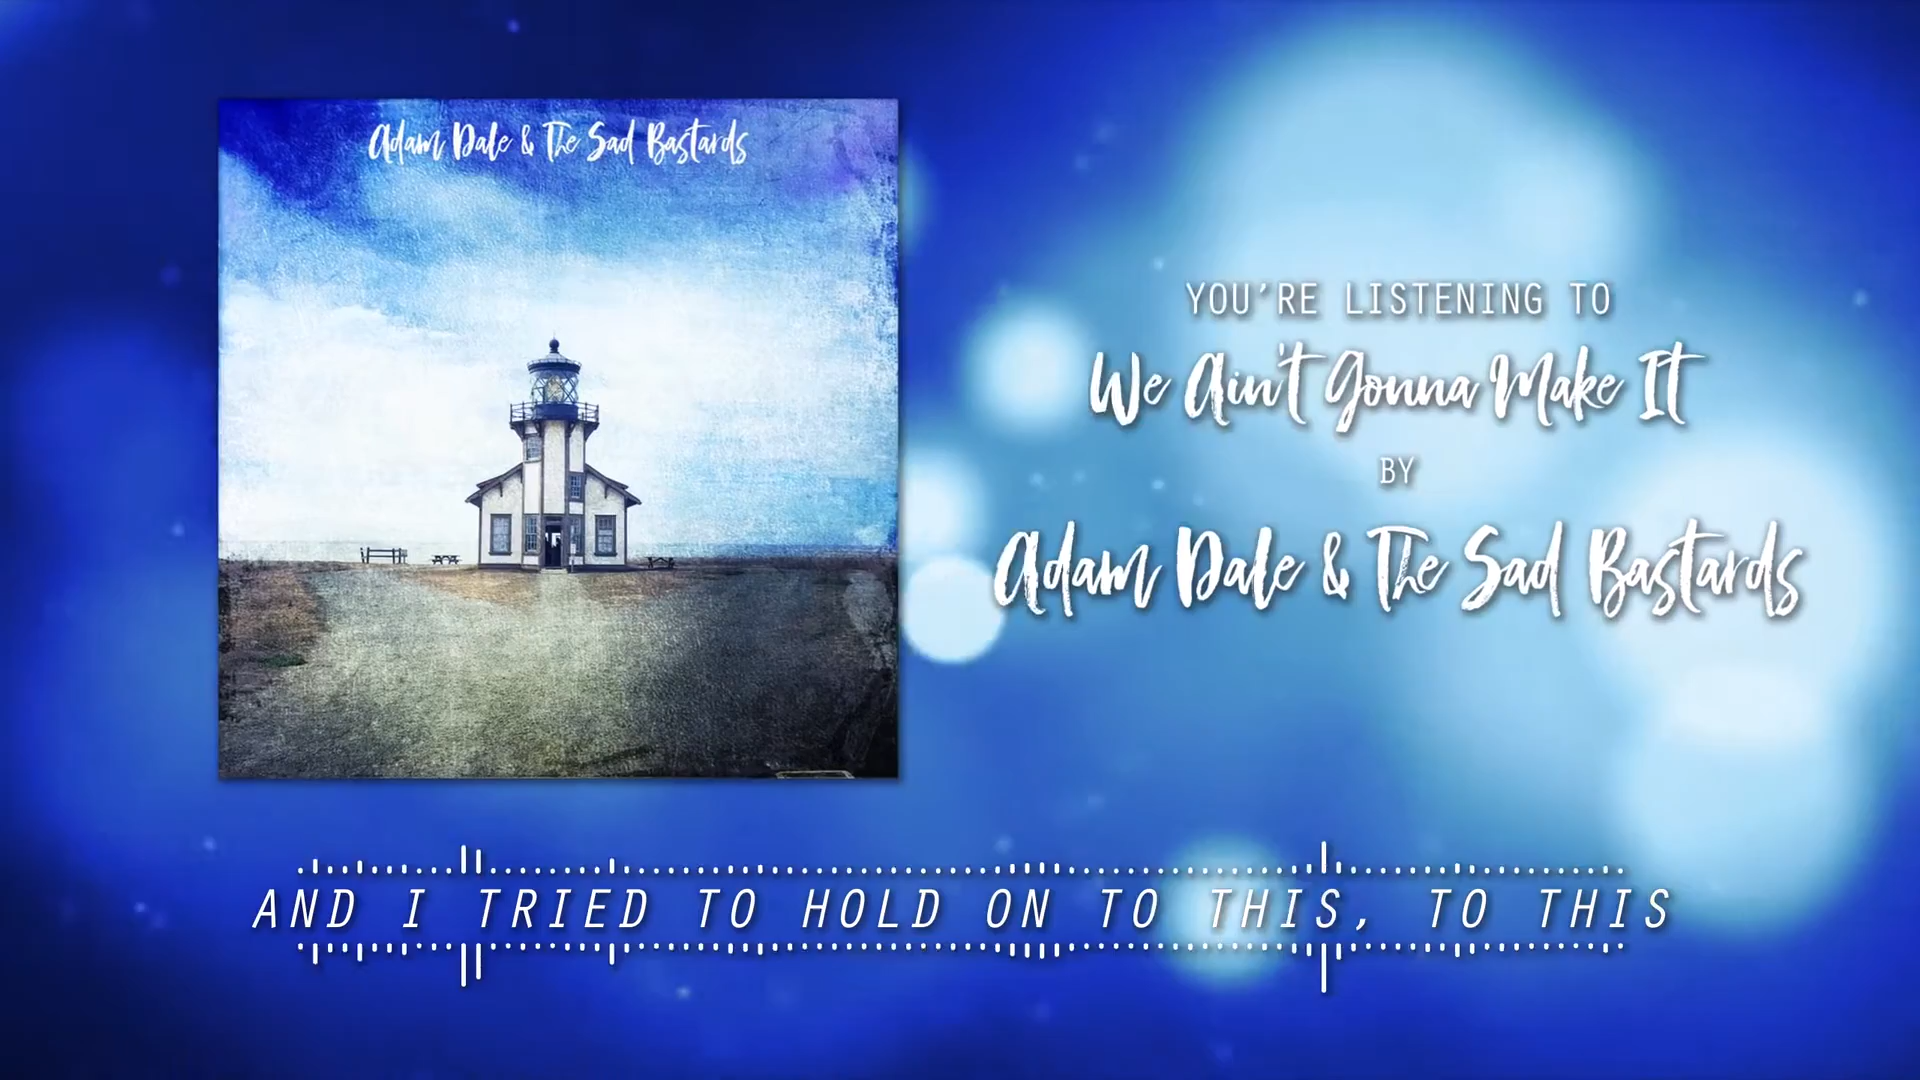 Adam Dale & The Sad Bastards
YOU'RE LISTENING TO
We Ain't Gonna Make It
BY
Adam Dale & The Sad Bastards
AND I TRIED TO HOLD ON TO THIS, TO THIS